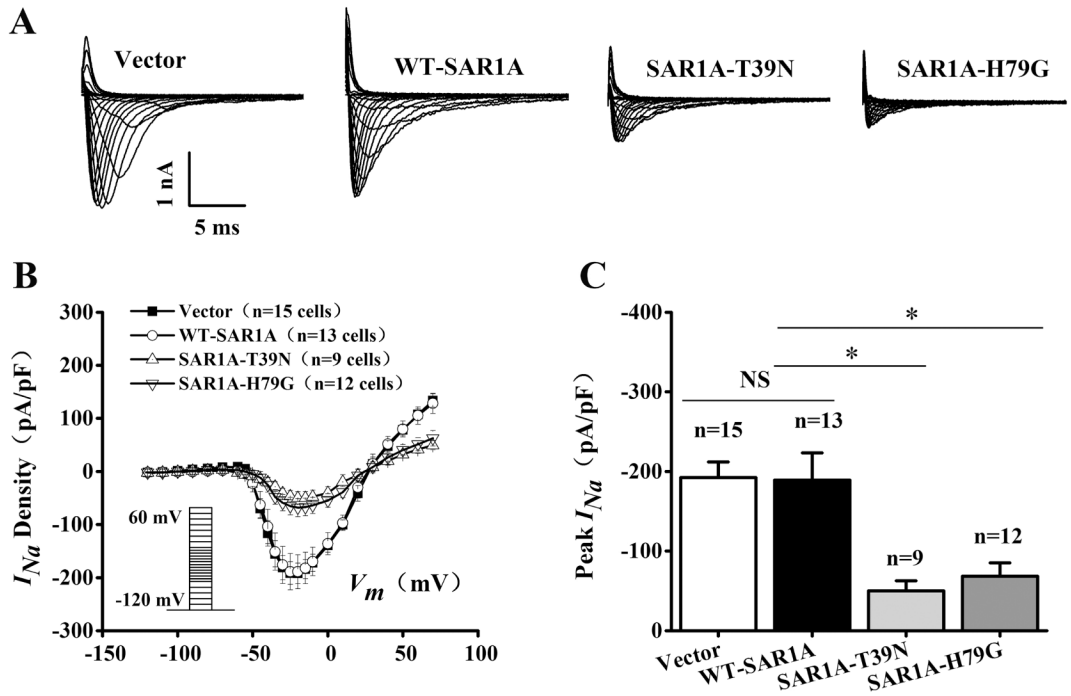 A
Vector
WT-SAR1A
SAR1A-T39N
SAR1A-H79G
1 nA
5 ms
B
Vector（n=15 cells)
WT-SAR1A（n=13 cells)
SAR1A-T39N（n=9 cells)
SAR1A-H79G（n=12 cells)
I_Na Density（pA/pF)
300
200
100
0
-100
-200
-300
60 mV
-120 mV
V_m（mV)
-150
-100
-50
0
50
100
C
Peak I_Na（pA/pF)
-400
-300
-200
-100
0
*
*
NS
n=15
n=13
n=9
n=12
Vector
WT-SAR1A
SAR1A-T39N
SAR1A-H79G